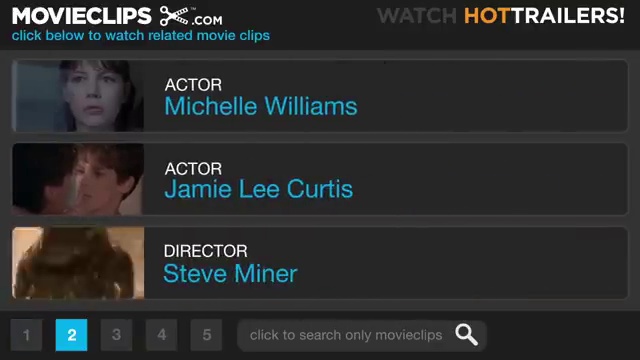 MOVIECLIPS .COM
WATCH HOTTRAILERS!
click below to watch related movie clips
ACTOR
Michelle Williams
ACTOR
Jamie Lee Curtis
DIRECTOR
Steve Miner
1 2 3 4 5 click to search only movieclips